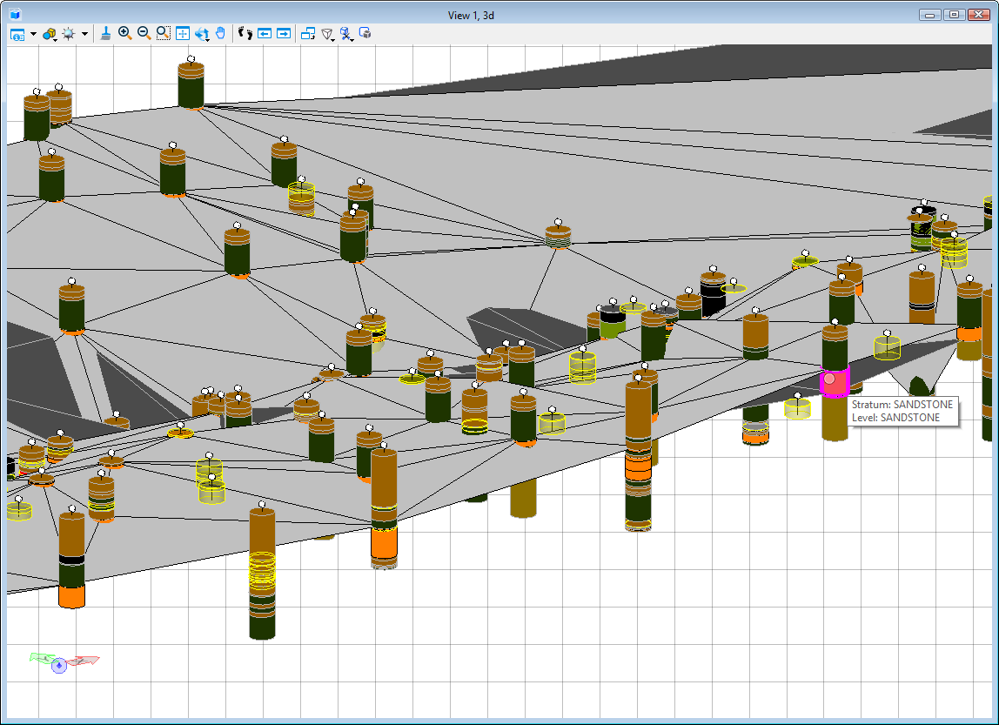 View 1, 3d
Stratum: SANDSTONE
Level: SANDSTONE